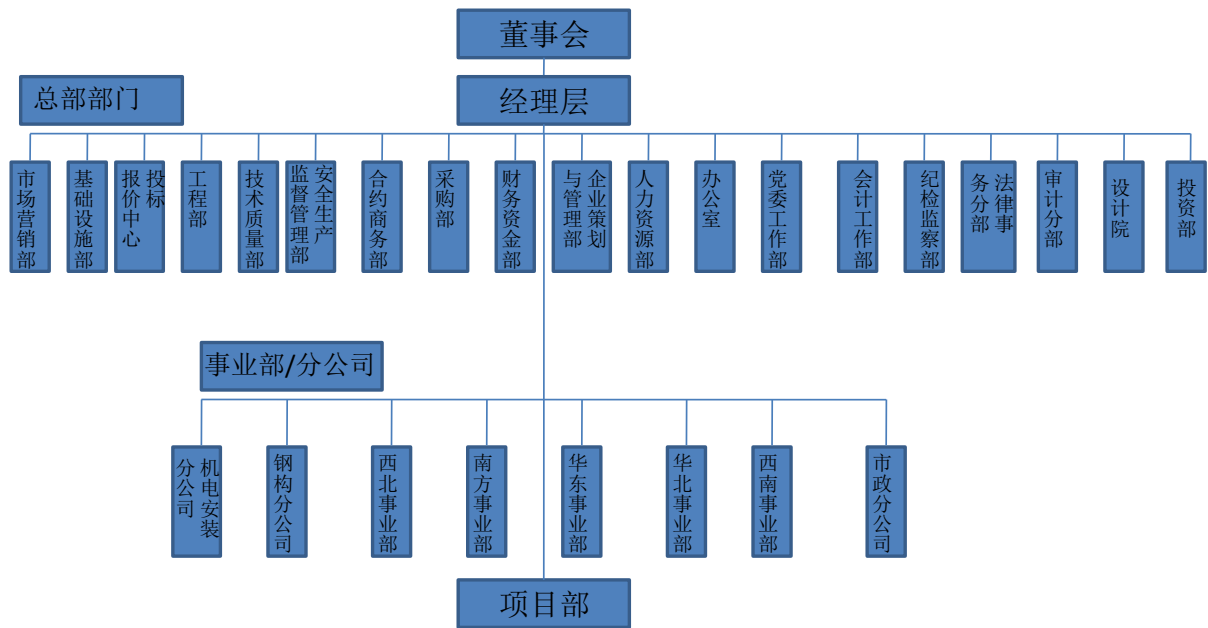 董事会
总部部门
经理层
市场营销部
基础设施部
投标
报价中心
工程部
技术质量部
安全生产
监督管理部
合约商务部
采购部
财务资金部
企业策划
与管理部
人力资源部
办公室
党委工作部
会计工作部
纪检监察部
法律事
务分部
审计分部
设计院
投资部
事业部/分公司
机电安装
分公司
钢构分公司
西北事业部
南方事业部
华东事业部
华北事业部
西南事业部
市政分公司
项目部